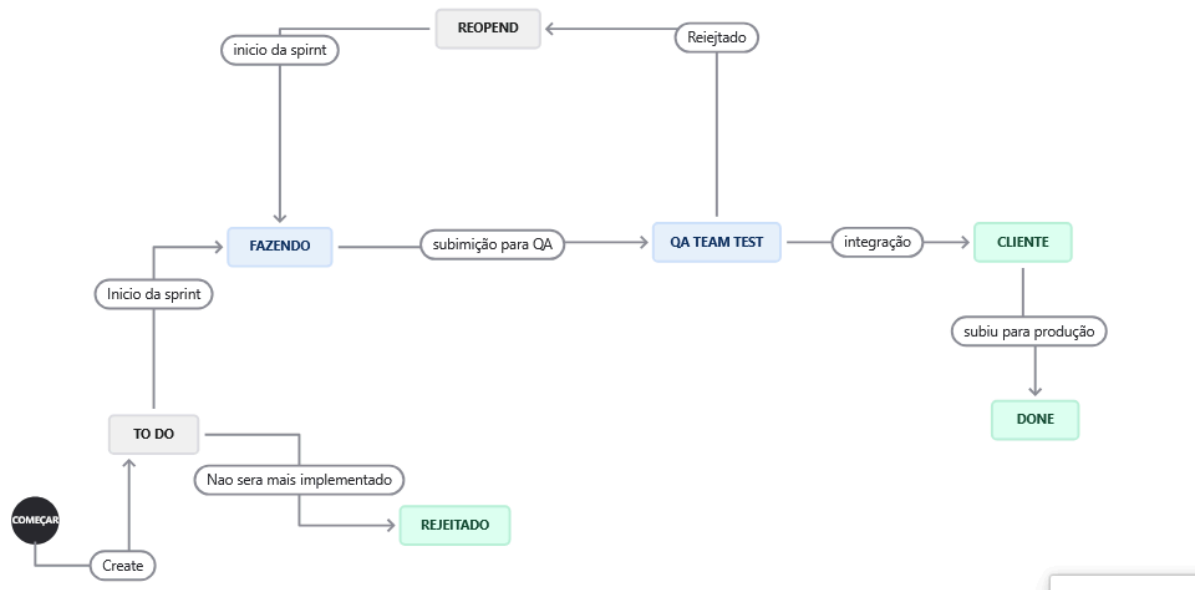 REOPEND
Reiejtado
inicio da spirnt
FAZENDO
subimição para QA
QA TEAM TEST
integração
CLIENTE
Inicio da sprint
subiu para produção
TO DO
DONE
Nao sera mais implementado
COMEÇAR
REJEITADO
Create